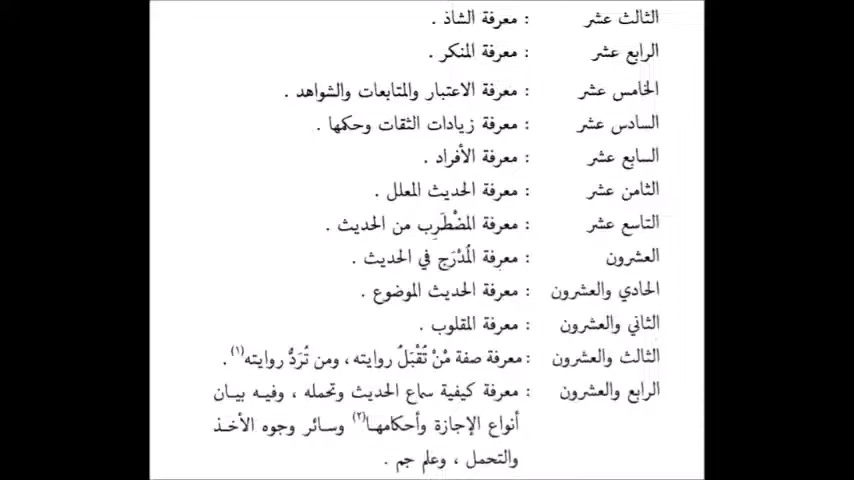 الثالث عشر : معرفة الشاذ .
الرابع عشر : معرفة المنكر .
الخامس عشر : معرفة الاعتبار والمتابعات والشواهد .
السادس عشر : معرفة زيادات الثقات وحكمها .
السابع عشر : معرفة الأفراد .
الثامن عشر : معرفة الحديث المعلل .
التاسع عشر : معرفة المضْطَرِب من الحديث .
العشرون : معرفة المُدْرَج في الحديث .
الحادي والعشرون : معرفة الحديث الموضوع .
الثاني والعشرون : معرفة المقلوب .
الثالث والعشرون : معرفة صفة مْنْ تُقْبَلُ روايته ، ومن تُرَدُّ روايته(١) .
الرابع والعشرون : معرفة كيفية سماع الحديث وتحمله ، وفيه بيان
أنواع الإجازة وأحكامها(٢) وسائر وجوه الأخذ
والتحمل ، وعلم جم .